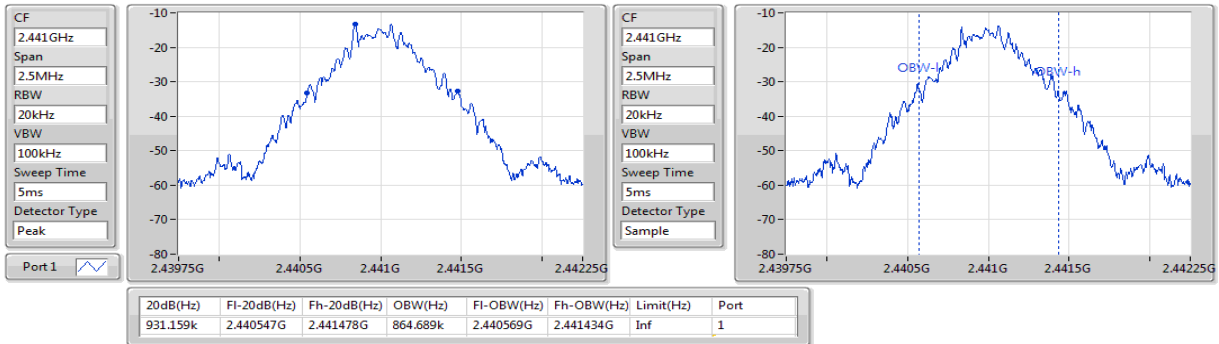 CF
2.441GHz
Span
2.5MHz
RBW
20kHz
VBW
100kHz
Sweep Time
5ms
Detector Type
Peak
Port 1
-10
-20
-30
-40
-50
-60
-70
-80
2.43975G 2.4405G 2.441G 2.4415G 2.44225G
CF
2.441GHz
Span
2.5MHz
RBW
20kHz
VBW
100kHz
Sweep Time
5ms
Detector Type
Sample
-10
-20
-30
-40
-50
-60
-70
-80
OBW-l OBW-h
2.43975G 2.4405G 2.441G 2.4415G 2.44225G
20dB(Hz) Fl-20dB(Hz) Fh-20dB(Hz) OBW(Hz) Fl-OBW(Hz) Fh-OBW(Hz) Limit(Hz) Port
931.159k 2.440547G 2.441478G 864.689k 2.440569G 2.441434G Inf 1